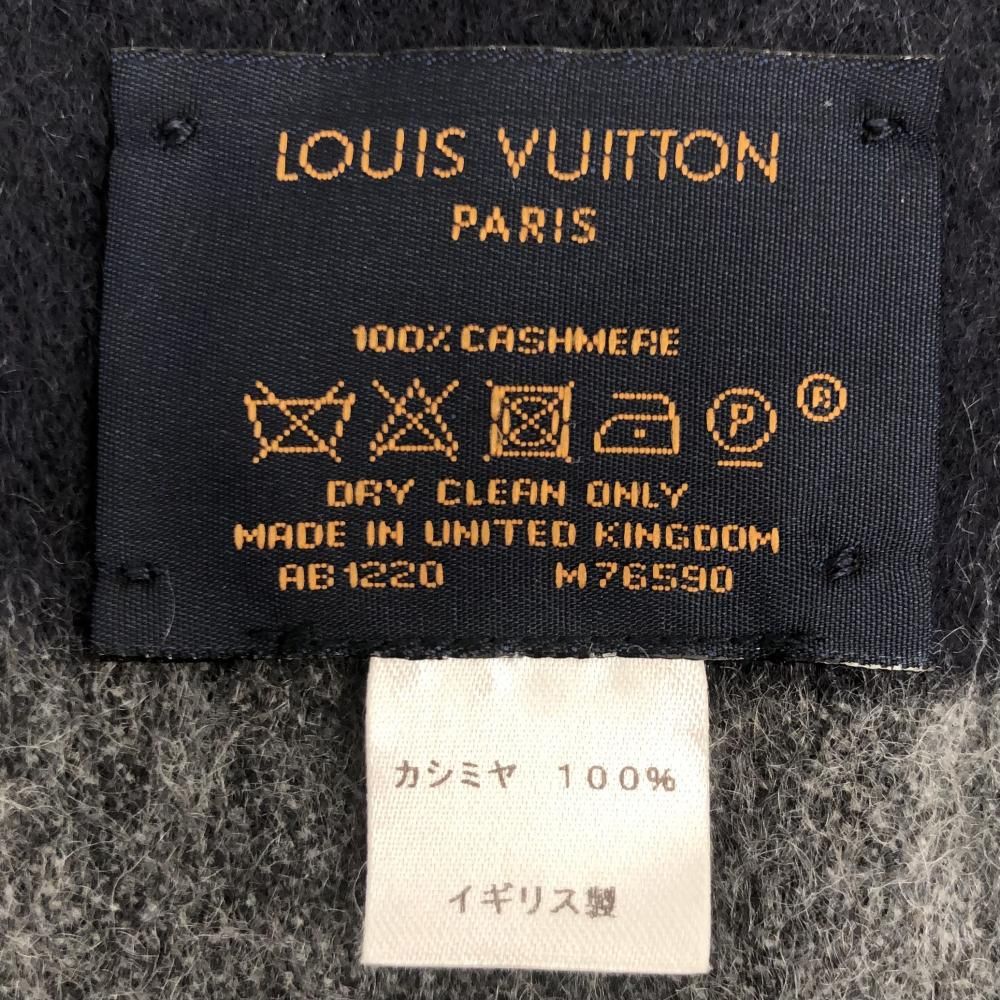 LOUIS VUITTON
PARIS
100% CASHMERE
P ®
DRY CLEAN ONLY
MADE IN UNITED KINGDOM
AB1220 M76590
カシミヤ 100%
イギリス製